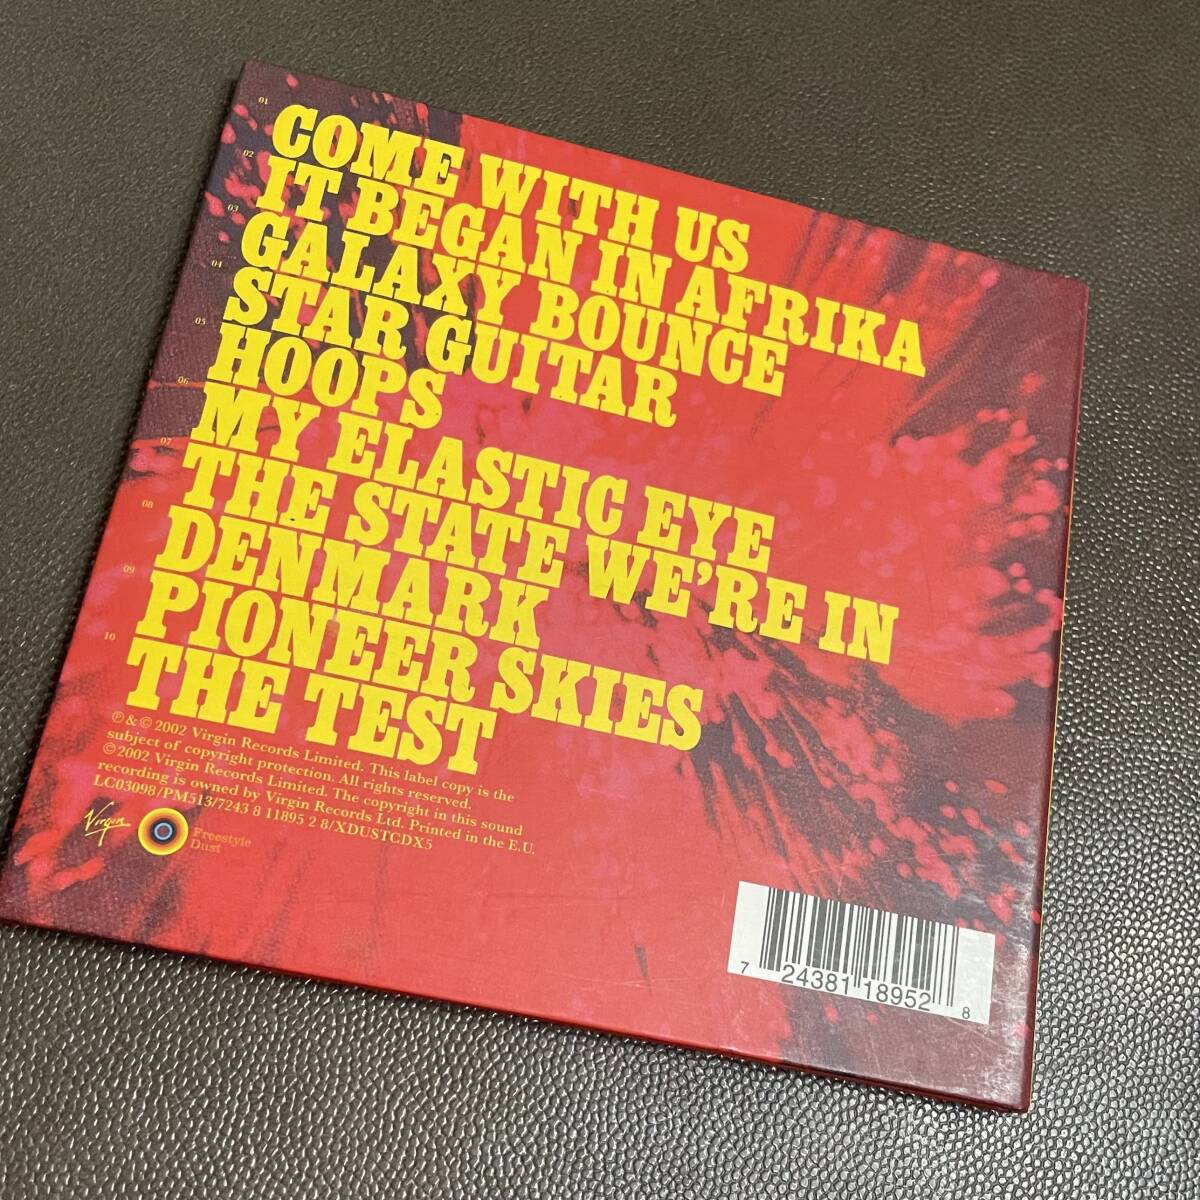 01 COME WITH US
02 IT BEGAN IN AFRIKA
03 GALAXY BOUNCE
04 STAR GUITAR
05 HOOPS
06 MY ELASTIC EYE
07 THE STATE WE'RE IN
08 DENMARK
09 PIONEER SKIES
10 THE TEST
℗ & © 2002 Virgin Records Limited. This label copy is the
subject of copyright protection. All rights reserved.
© 2002 Virgin Records Limited. The copyright in this sound
recording is owned by Virgin Records Ltd. Printed in the E.U.
LC03098/PM513/7243 8 11895 2 8/XDUSTCDX5
Virgin
Freestyle
Dust
7 24381 18952 8